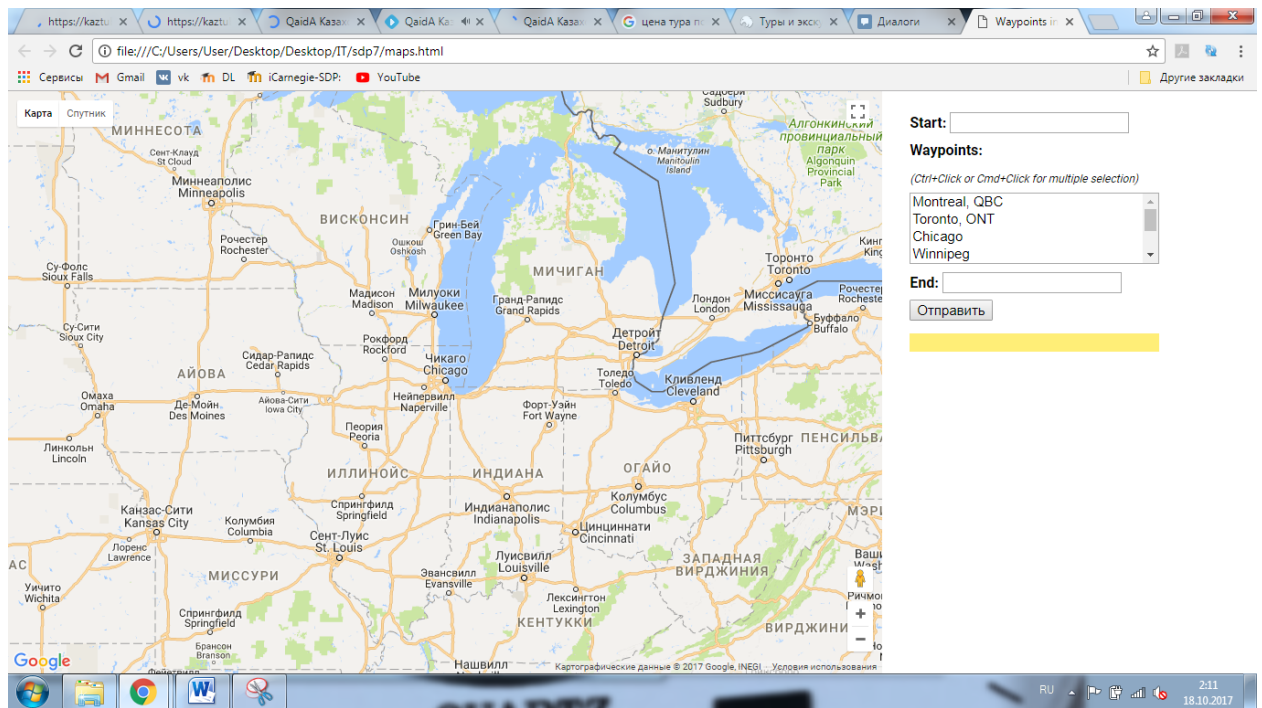 https://kaztu
https://kaztu
QaidA Казах
QaidA Ka:
QaidA Казах
цена тура по
Туры и экск
Диалоги
Waypoints in
file:///C:/Users/User/Desktop/Desktop/IT/sdp7/maps.html
Сервисы Gmail vk DL iCarnegie-SDP: YouTube Другие закладки
Карта Спутник
Садбери
Sudbury
МИННЕСОТА
Алгонкинский
провинциальный
парк
Algonquin
Provincial
Park
Сент-Клауд
St Cloud
о. Манитулин
Manitoulin
Island
Миннеаполис
Minneapolis
ВИСКОНСИН
Грин-Бей
Green Bay
Рочестер
Rochester
Ошкош
Oshkosh
Кинг
King
Торонто
Toronto
Су-Фолс
Sioux Falls
МИЧИГАН
Мадисон
Madison
Милуоки
Milwaukee
Гранд-Рапидс
Grand Rapids
Лондон
London
Миссисауга
Mississauga
Рочестер
Rocheste
Су-Сити
Sioux City
Буффало
Buffalo
Рокфорд
Rockford
Детройт
Detroit
Сидар-Рапидс
Cedar Rapids
Чикаго
Chicago
АЙОВА
Толедо
Toledo
Кливленд
Cleveland
Омаха
Omaha
Де-Мойн
Des Moines
Айова-Сити
Iowa City
Нейпервилл
Naperville
Форт-Уэйн
Fort Wayne
Пеория
Peoria
Питтсбург
Pittsburgh
ПЕНСИЛЬВА
Линкольн
Lincoln
ИЛЛИНОЙС
ИНДИАНА
ОГАЙО
Канзас-Сити
Kansas City
Колумбия
Columbia
Спрингфилд
Springfield
Индианаполис
Indianapolis
Колумбус
Columbus
МЭРИ
Сент-Луис
St. Louis
Цинциннати
Cincinnati
Лоренс
Lawrence
Луисвилл
Louisville
ЗАПАДНАЯ
ВИРДЖИНИЯ
Ваши
Wash
МИССУРИ
Эвансвилл
Evansville
Уичито
Wichita
Лексингтон
Lexington
Ричмо
Спрингфилд
Springfield
КЕНТУККИ
ВИРДЖИНИ
Брансон
Branson
Нашвилл
Google
Картографические данные © 2017 Google, INEGI Условия использования
Start:
Waypoints:
(Ctrl+Click or Cmd+Click for multiple selection)
Montreal, QBC
Toronto, ONT
Chicago
Winnipeg
End:
Отправить
RU
2:11
18.10.2017